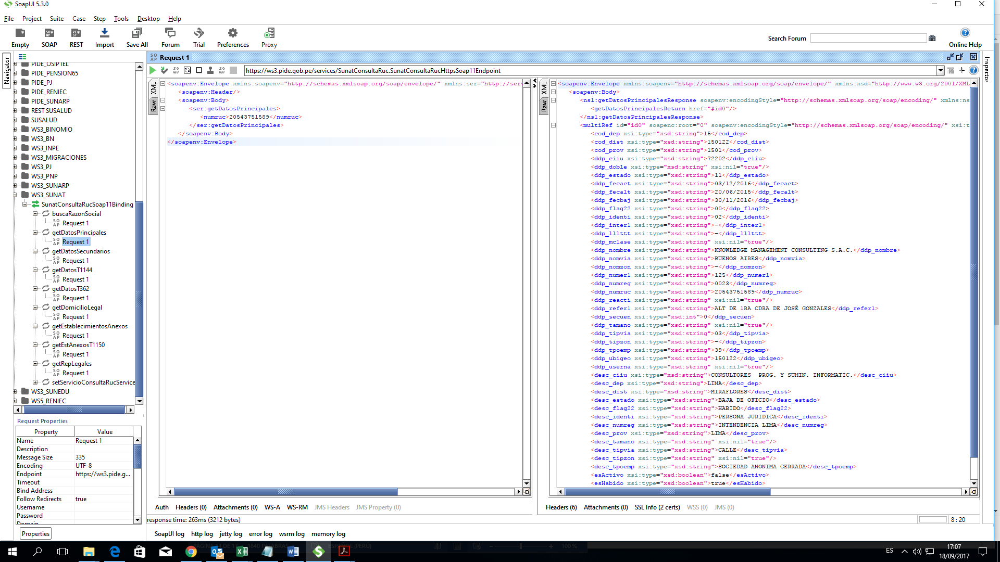 SoapUI 5.3.0
File Project Suite Case Step Tools Desktop Help
Empty SOAP REST Import Save All Forum Trial Preferences Proxy
Search Forum
Online Help
Navigator
PIDE_OSIPTEL
PIDE_PENSION65
PIDE_PJ
PIDE_RENIEC
PIDE_SUNARP
REST SUSALUD
SUSALUD
WS3_BINOMIO
WS3_BN
WS3_INPE
WS3_MIGRACIONES
WS3_PJ
WS3_PNP
WS3_SUNARP
WS3_SUNAT
SunatConsultaRucSoap11Binding
buscaRazonSocial
Request 1
getDatosPrincipales
Request 1
getDatosSecundarios
Request 1
getDatosT1144
Request 1
getDatosT362
Request 1
getDomicilioLegal
Request 1
getEstablecimientosAnexos
Request 1
getEstAnexosT1150
Request 1
getRepLegales
Request 1
setServicioConsultaRucService
WS3_SUNEDU
WS5_RENIEC
Request Properties
Property Value
Name Request 1
Description
Message Size 335
Encoding UTF-8
Endpoint https://ws3.pide.g...
Timeout
Bind Address
Follow Redirects true
Username
Password
Domain
Properties
Request 1
https://ws3.pide.gob.pe/services/SunatConsultaRuc.SunatConsultaRucHttpsSoap11Endpoint
XML
Raw
<soapenv:Envelope xmlns:soapenv="http://schemas.xmlsoap.org/soap/envelope/" xmlns:ser="http://ser
<soapenv:Header/>
<soapenv:Body>
<ser:getDatosPrincipales>
<numruc>20543751589</numruc>
</ser:getDatosPrincipales>
</soapenv:Body>
</soapenv:Envelope>
Auth Headers (0) Attachments (0) WS-A WS-RM JMS Headers JMS Property (0)
XML
Raw
<soapenv:Envelope xmlns:soapenv="http://schemas.xmlsoap.org/soap/envelope/" xmlns:xsd="http://www.w3.org/2001/XML
<soapenv:Body>
<ns1:getDatosPrincipalesResponse soapenv:encodingStyle="http://schemas.xmlsoap.org/soap/encoding/" xmlns:ns
<getDatosPrincipalesReturn href="#id0"/>
</ns1:getDatosPrincipalesResponse>
<multiRef id="id0" soapenc:root="0" soapenv:encodingStyle="http://schemas.xmlsoap.org/soap/encoding/" xsi:t
<cod_dep xsi:type="xsd:string">15</cod_dep>
<cod_dist xsi:type="xsd:string">150122</cod_dist>
<cod_prov xsi:type="xsd:string">1501</cod_prov>
<ddp_ciiu xsi:type="xsd:string">72202</ddp_ciiu>
<ddp_doble xsi:type="xsd:string" xsi:nil="true"/>
<ddp_estado xsi:type="xsd:string">11</ddp_estado>
<ddp_fecact xsi:type="xsd:string">03/12/2016</ddp_fecact>
<ddp_fecalt xsi:type="xsd:string">20/06/2015</ddp_fecalt>
<ddp_fecbaj xsi:type="xsd:string">30/11/2016</ddp_fecbaj>
<ddp_flag22 xsi:type="xsd:string">00</ddp_flag22>
<ddp_identi xsi:type="xsd:string">02</ddp_identi>
<ddp_inter1 xsi:type="xsd:string">-</ddp_inter1>
<ddp_lllttt xsi:type="xsd:string">-</ddp_lllttt>
<ddp_mclase xsi:type="xsd:string" xsi:nil="true"/>
<ddp_nombre xsi:type="xsd:string">KNOWLEDGE MANAGEMENT CONSULTING S.A.C.</ddp_nombre>
<ddp_nomvia xsi:type="xsd:string">BUENOS AIRES</ddp_nomvia>
<ddp_nomzon xsi:type="xsd:string">-</ddp_nomzon>
<ddp_numer1 xsi:type="xsd:string">125</ddp_numer1>
<ddp_numreg xsi:type="xsd:string">0023</ddp_numreg>
<ddp_numruc xsi:type="xsd:string">20543751589</ddp_numruc>
<ddp_reacti xsi:type="xsd:string" xsi:nil="true"/>
<ddp_refer1 xsi:type="xsd:string">ALT DE 1RA CDRA DE JOSÉ GONZALES</ddp_refer1>
<ddp_secuen xsi:type="xsd:int">0</ddp_secuen>
<ddp_tamano xsi:type="xsd:string" xsi:nil="true"/>
<ddp_tipvia xsi:type="xsd:string">03</ddp_tipvia>
<ddp_tipzon xsi:type="xsd:string">-</ddp_tipzon>
<ddp_tpoemp xsi:type="xsd:string">39</ddp_tpoemp>
<ddp_ubigeo xsi:type="xsd:string">150122</ddp_ubigeo>
<ddp_userna xsi:type="xsd:string" xsi:nil="true"/>
<desc_ciiu xsi:type="xsd:string">CONSULTORES  PROG. Y SUMIN. INFORMATIC.</desc_ciiu>
<desc_dep xsi:type="xsd:string">LIMA</desc_dep>
<desc_dist xsi:type="xsd:string">MIRAFLORES</desc_dist>
<desc_estado xsi:type="xsd:string">BAJA DE OFICIO</desc_estado>
<desc_flag22 xsi:type="xsd:string">HABIDO</desc_flag22>
<desc_identi xsi:type="xsd:string">PERSONA JURIDICA</desc_identi>
<desc_numreg xsi:type="xsd:string">INTENDENCIA LIMA</desc_numreg>
<desc_prov xsi:type="xsd:string">LIMA</desc_prov>
<desc_tamano xsi:type="xsd:string" xsi:nil="true"/>
<desc_tipvia xsi:type="xsd:string">CALLE</desc_tipvia>
<desc_tipzon xsi:type="xsd:string" xsi:nil="true"/>
<desc_tpoemp xsi:type="xsd:string">SOCIEDAD ANONIMA CERRADA</desc_tpoemp>
<esActivo xsi:type="xsd:boolean">false</esActivo>
<esHabido xsi:type="xsd:boolean">true</esHabido>
Headers (6) Attachments (0) SSL Info (2 certs) WSS (0) JMS (0)
Inspector
response time: 263ms (3212 bytes)
8 : 20
SoapUI log http log jetty log error log wsrm log memory log
ES
17:07
18/09/2017